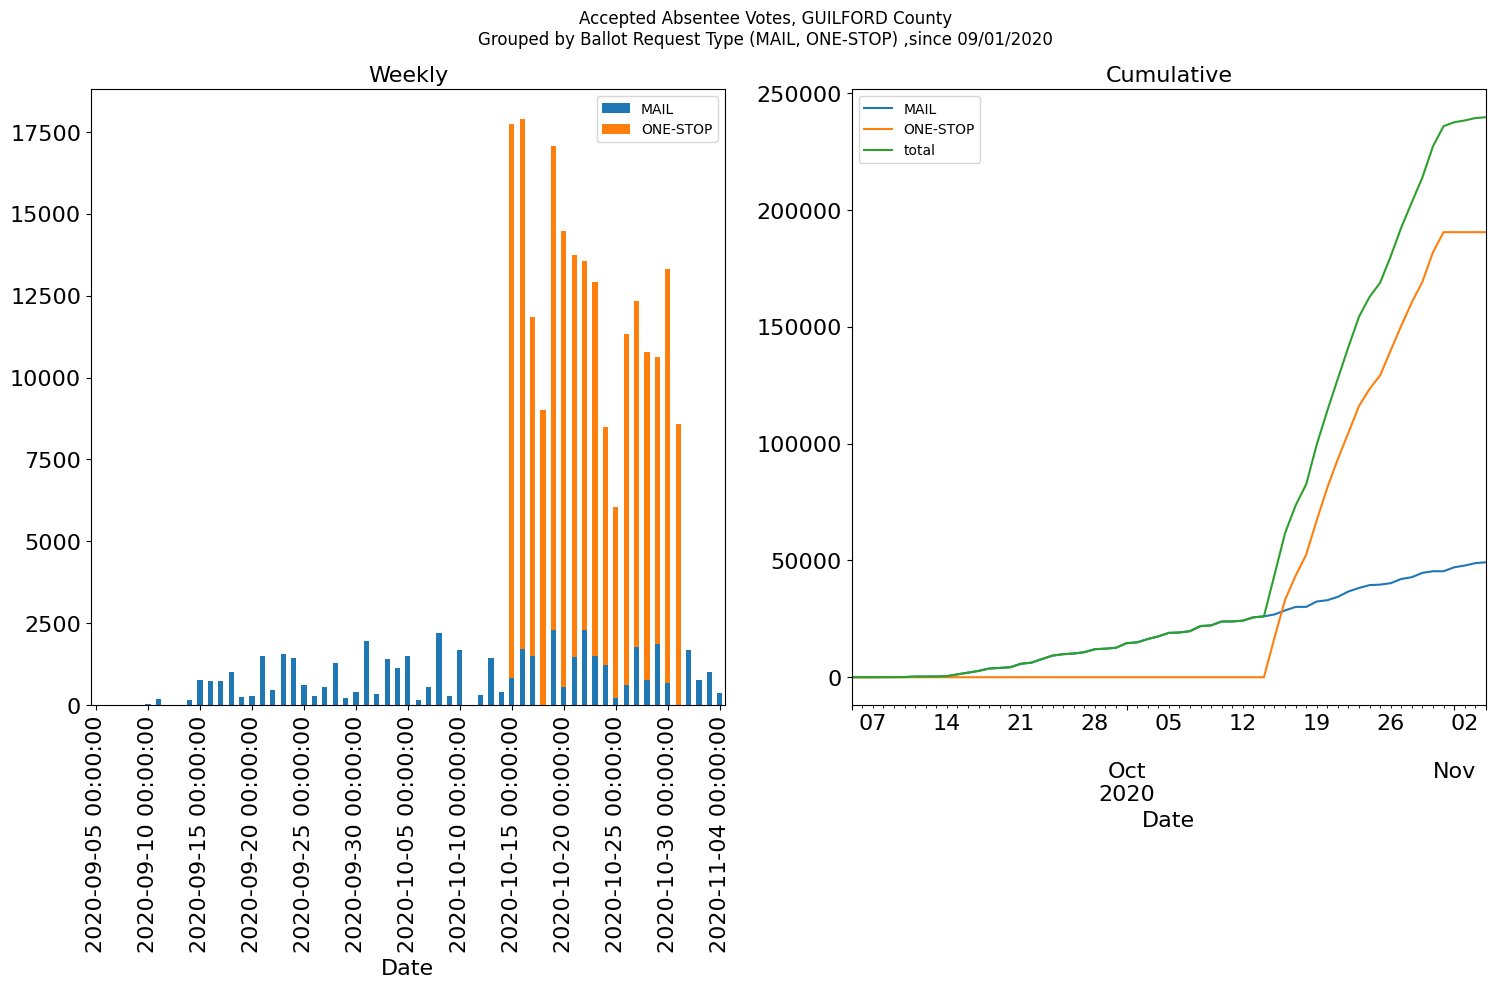 Accepted Absentee Votes, GUILFORD County
Grouped by Ballot Request Type (MAIL, ONE-STOP) ,since 09/01/2020
Weekly
MAIL
ONE-STOP
17500
15000
12500
10000
7500
5000
2500
0
2020-09-05 00:00:00
2020-09-10 00:00:00
2020-09-15 00:00:00
2020-09-20 00:00:00
2020-09-25 00:00:00
2020-09-30 00:00:00
2020-10-05 00:00:00
2020-10-10 00:00:00
2020-10-15 00:00:00
2020-10-20 00:00:00
2020-10-25 00:00:00
2020-10-30 00:00:00
2020-11-04 00:00:00
Date
Cumulative
MAIL
ONE-STOP
total
250000
200000
150000
100000
50000
0
07 14 21 28 05 12 19 26 02
Oct Nov
2020
Date